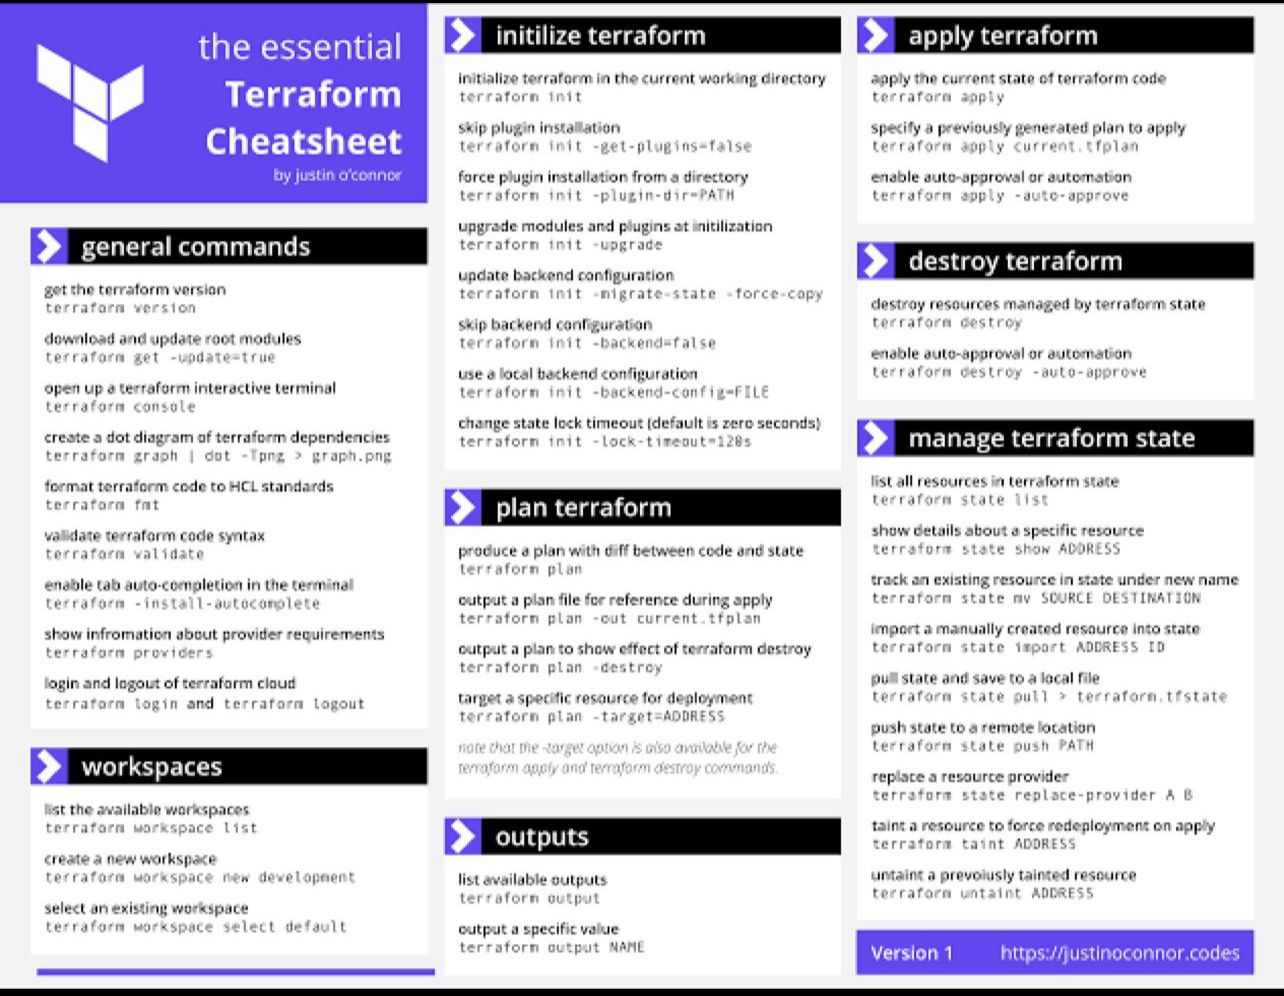 the essential
Terraform
Cheatsheet
by justin o'connor
general commands
get the terraform version
terraform version
download and update root modules
terraform get -update=true
open up a terraform interactive terminal
terraform console
create a dot diagram of terraform dependencies
terraform graph | dot -Tpng > graph.png
format terraform code to HCL standards
terraform fmt
validate terraform code syntax
terraform validate
enable tab auto-completion in the terminal
terraform -install-autocomplete
show infromation about provider requirements
terraform providers
login and logout of terraform cloud
terraform login and terraform logout
workspaces
list the available workspaces
terraform workspace list
create a new workspace
terraform workspace new development
select an existing workspace
terraform workspace select default
initilize terraform
initialize terraform in the current working directory
terraform init
skip plugin installation
terraform init -get-plugins=false
force plugin installation from a directory
terraform init -plugin-dir=PATH
upgrade modules and plugins at initilization
terraform init -upgrade
update backend configuration
terraform init -migrate-state -force-copy
skip backend configuration
terraform init -backend=false
use a local backend configuration
terraform init -backend-config=FILE
change state lock timeout (default is zero seconds)
terraform init -lock-timeout=120s
plan terraform
produce a plan with diff between code and state
terraform plan
output a plan file for reference during apply
terraform plan -out current.tfplan
output a plan to show effect of terraform destroy
terraform plan -destroy
target a specific resource for deployment
terraform plan -target=ADDRESS
note that the -target option is also available for the
terraform apply and terraform destroy commands.
outputs
list available outputs
terraform output
output a specific value
terraform output NAME
apply terraform
apply the current state of terraform code
terraform apply
specify a previously generated plan to apply
terraform apply current.tfplan
enable auto-approval or automation
terraform apply -auto-approve
destroy terraform
destroy resources managed by terraform state
terraform destroy
enable auto-approval or automation
terraform destroy -auto-approve
manage terraform state
list all resources in terraform state
terraform state list
show details about a specific resource
terraform state show ADDRESS
track an existing resource in state under new name
terraform state mv SOURCE DESTINATION
import a manually created resource into state
terraform state import ADDRESS ID
pull state and save to a local file
terraform state pull > terraform.tfstate
push state to a remote location
terraform state push PATH
replace a resource provider
terraform state replace-provider A B
taint a resource to force redeployment on apply
terraform taint ADDRESS
untaint a prevoiusly tainted resource
terraform untaint ADDRESS
Version 1 https://justinoconnor.codes